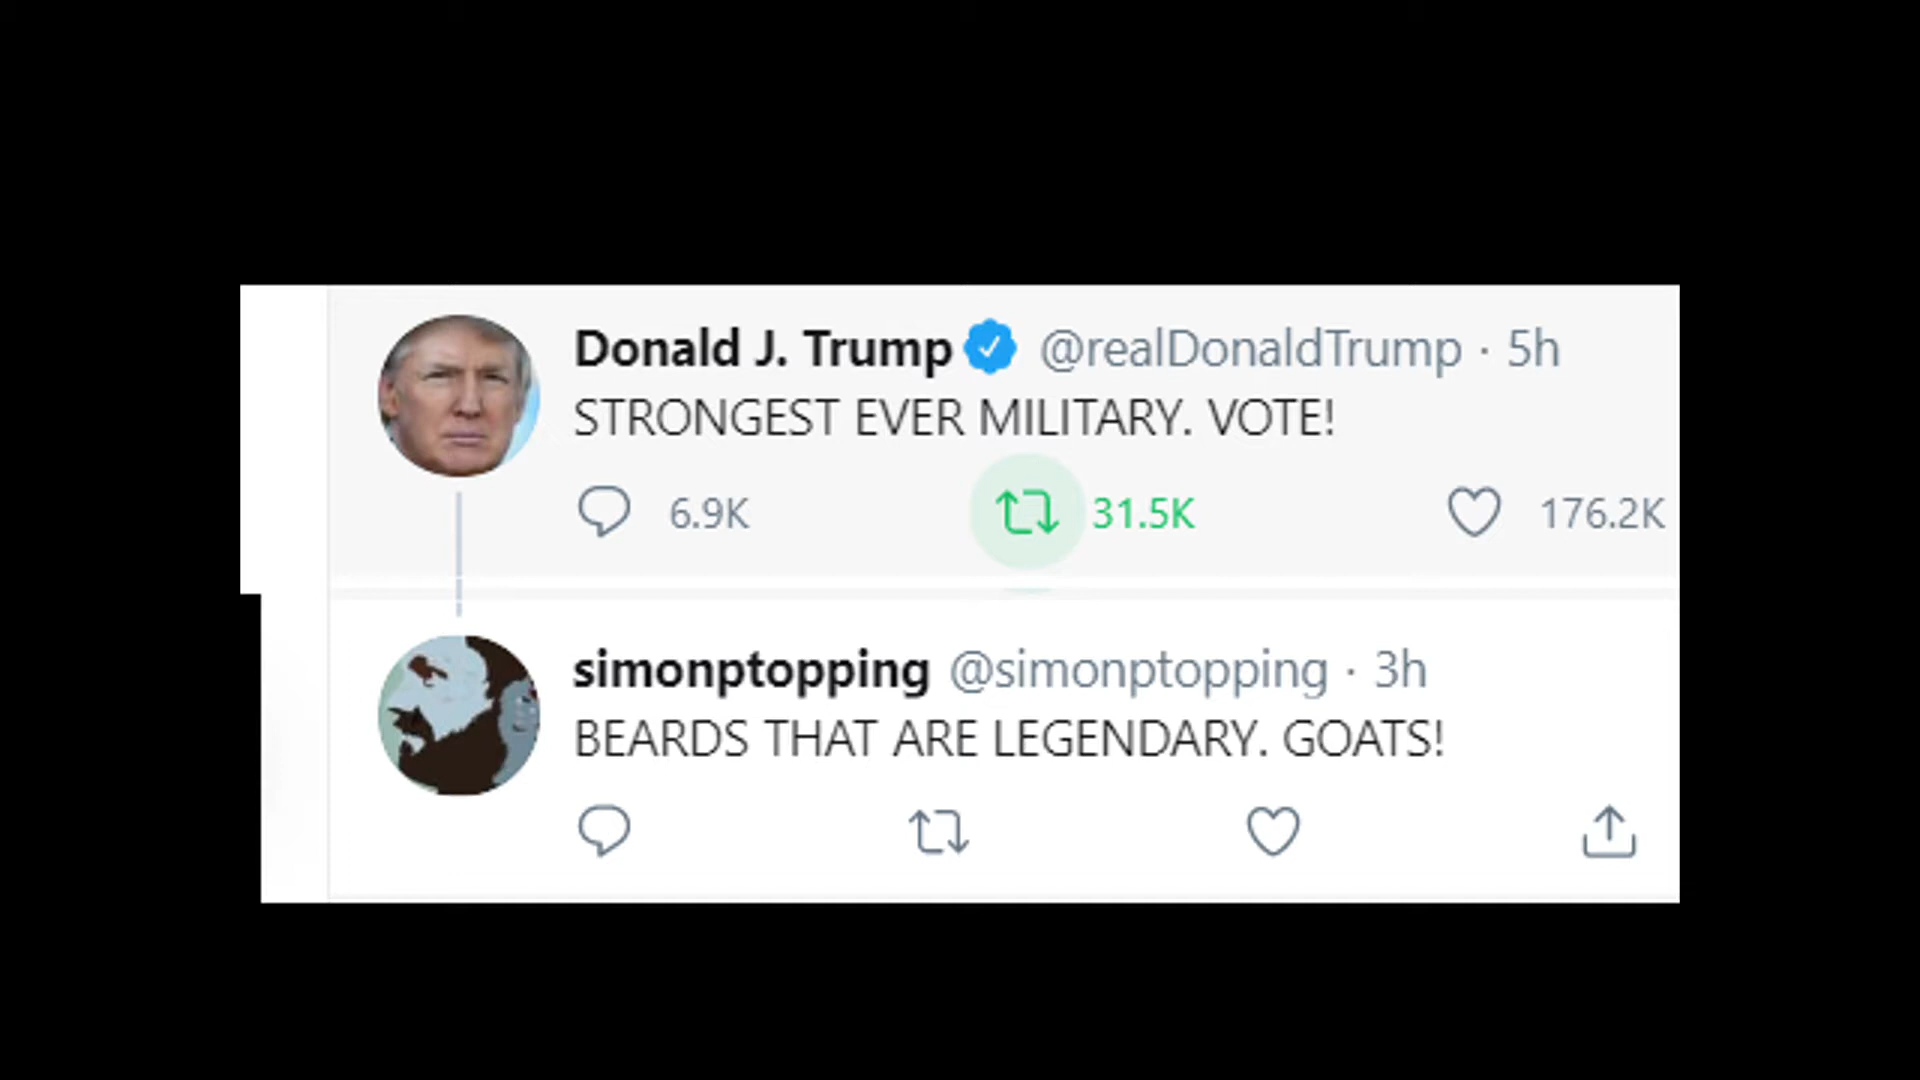 Donald J. Trump @realDonaldTrump · 5h
STRONGEST EVER MILITARY. VOTE!
6.9K 31.5K 176.2K
simonptopping @simonptopping · 3h
BEARDS THAT ARE LEGENDARY. GOATS!